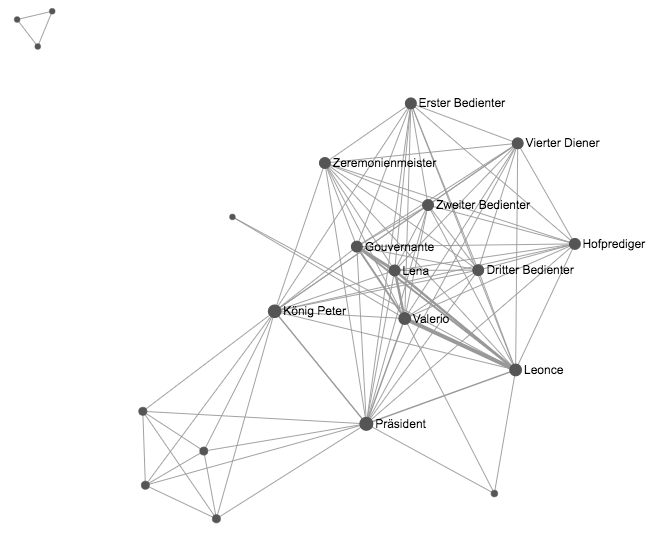 Erster Bedienter
Vierter Diener
Zeremonienmeister
Zweiter Bedienter
Gouvernante
Hofprediger
Lena
Dritter Bedienter
König Peter
Valerio
Leonce
Präsident